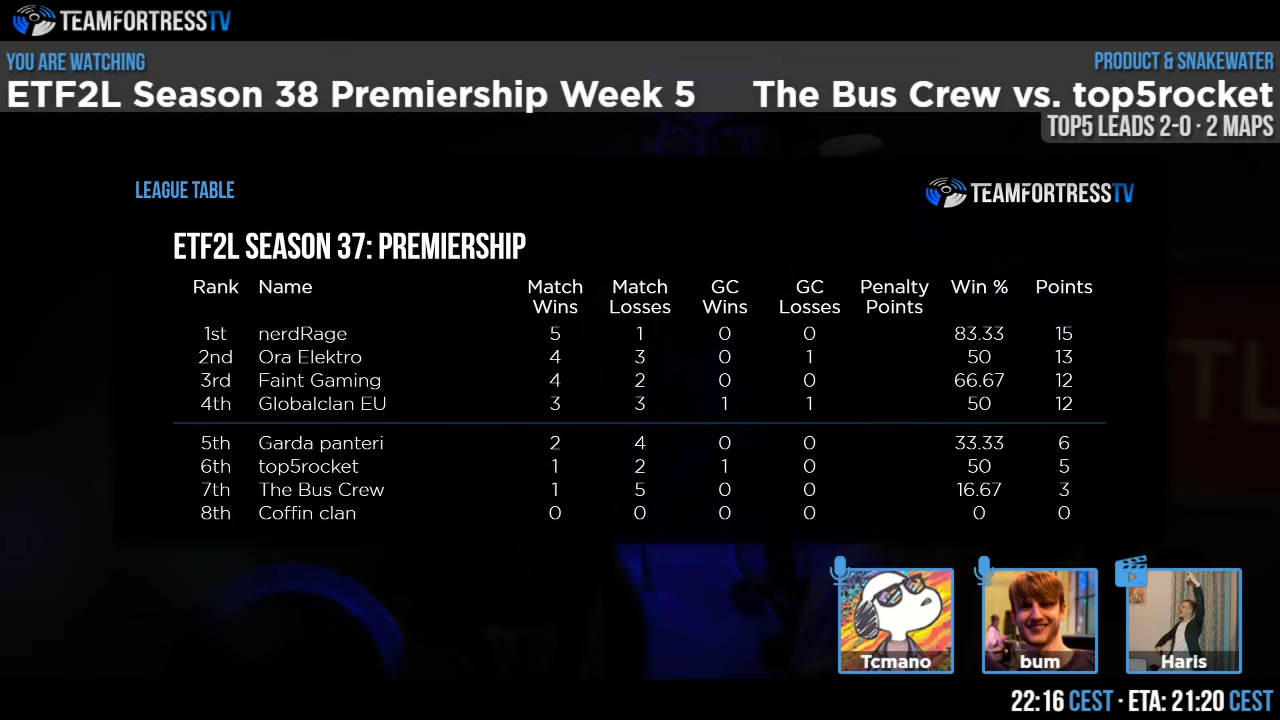 TEAMFORTRESSTV
YOU ARE WATCHING
PRODUCT & SNAKEWATER
ETF2L Season 38 Premiership Week 5
The Bus Crew vs. top5rocket
TOP5 LEADS 2-0 · 2 MAPS
LEAGUE TABLE
TEAMFORTRESSTV
ETF2L SEASON 37: PREMIERSHIP
Rank Name Match Wins Match Losses GC Wins GC Losses Penalty Points Win % Points
1st nerdRage 5 1 0 0 83.33 15
2nd Ora Elektro 4 3 0 1 50 13
3rd Faint Gaming 4 2 0 0 66.67 12
4th Globalclan EU 3 3 1 1 50 12
5th Garda panteri 2 4 0 0 33.33 6
6th top5rocket 1 2 1 0 50 5
7th The Bus Crew 1 5 0 0 16.67 3
8th Coffin clan 0 0 0 0 0 0
Tcmano
bum
Haris
22:16 CEST · ETA: 21:20 CEST